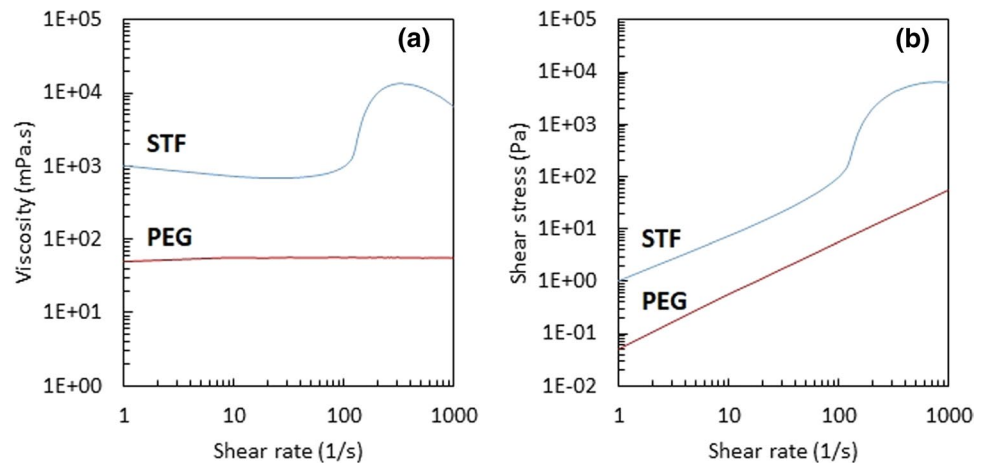 (a)
Viscosity (mPa.s)
1E+05
1E+04
1E+03
1E+02
1E+01
1E+00
STF
PEG
1
10
100
1000
Shear rate (1/s)
(b)
Shear stress (Pa)
1E+05
1E+04
1E+03
1E+02
1E+01
1E+00
1E-01
1E-02
STF
PEG
1
10
100
1000
Shear rate (1/s)